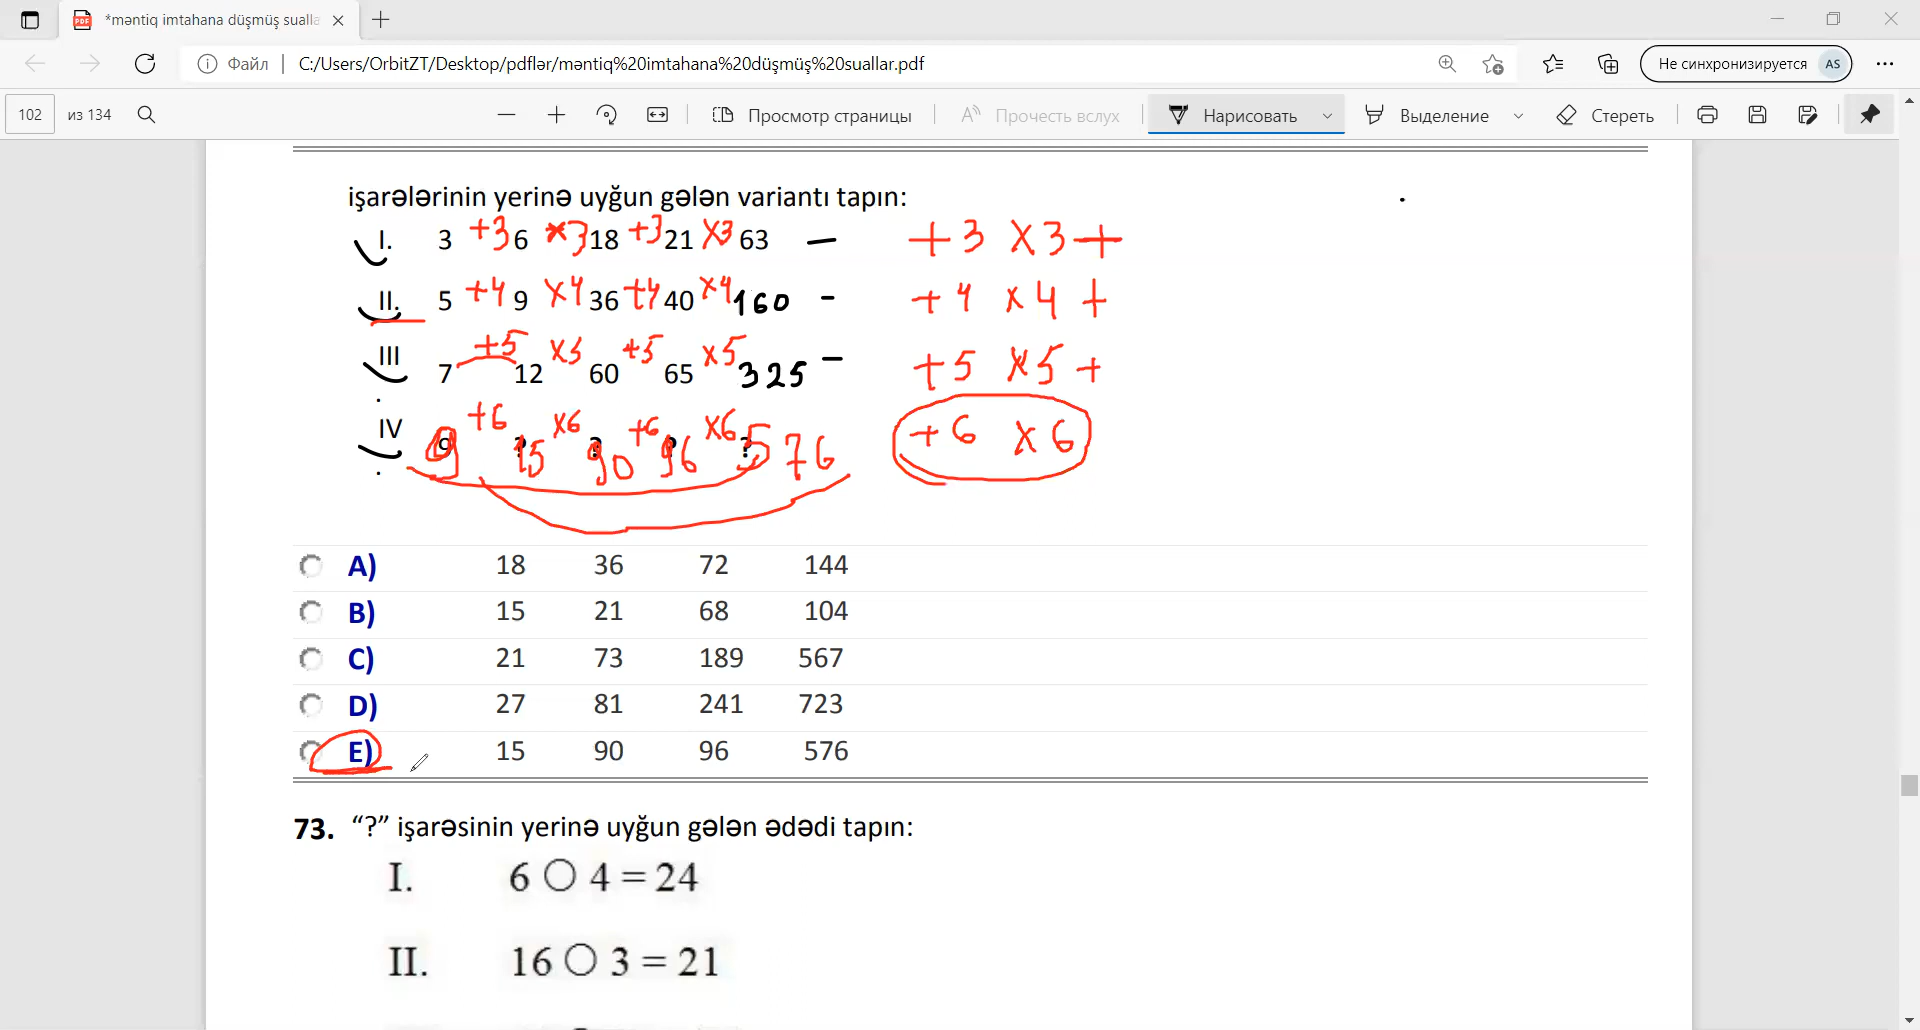 *məntiq imtahana düşmüş sualla
Файл C:/Users/OrbitZT/Desktop/pdflər/məntiq%20imtahana%20düşmüş%20suallar.pdf Не синхронизируется AS
102 из 134 Просмотр страницы Прочесть вслух Нарисовать Выделение Стереть
işarələrinin yerinə uyğun gələn variantı tapın:
I. 3 +3 6 ×3 18 +3 21 ×3 63 – +3 ×3 +
II. 5 +4 9 ×4 36 +4 40 ×4 160 - +4 ×4 +
III 7 +5 12 ×5 60 +5 65 ×5 325 – +5 ×5 +
.
IV 9 +6 15 ×6 90 +6 96 ×6 576 +6 ×6
.
A) 18 36 72 144
B) 15 21 68 104
C) 21 73 189 567
D) 27 81 241 723
E) 15 90 96 576
73. “?” işarəsinin yerinə uyğun gələn ədədi tapın:
I. 6 ○ 4 = 24
II. 16 ○ 3 = 21